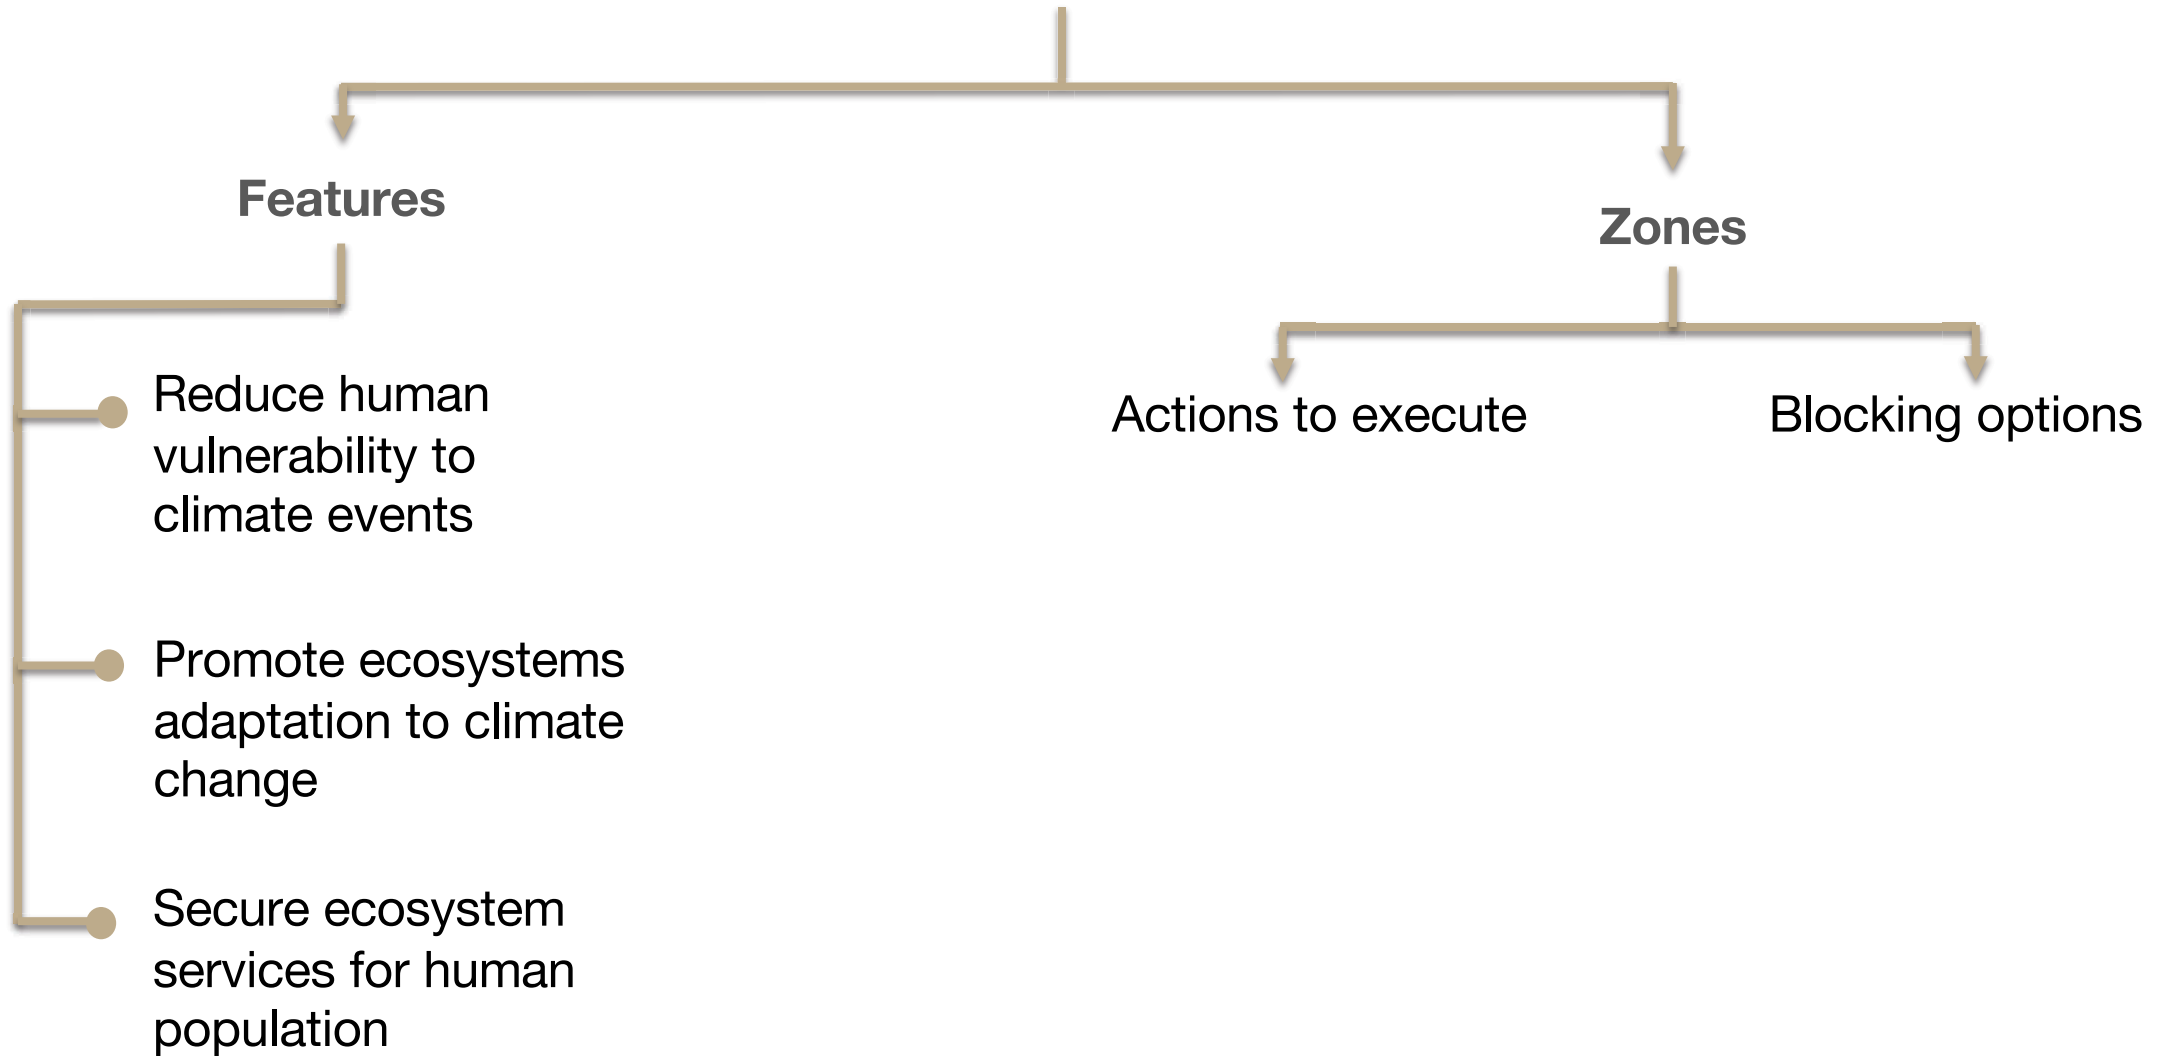 Features
Zones
Reduce human
vulnerability to
climate events
Actions to execute
Blocking options
Promote ecosystems
adaptation to climate
change
Secure ecosystem
services for human
population